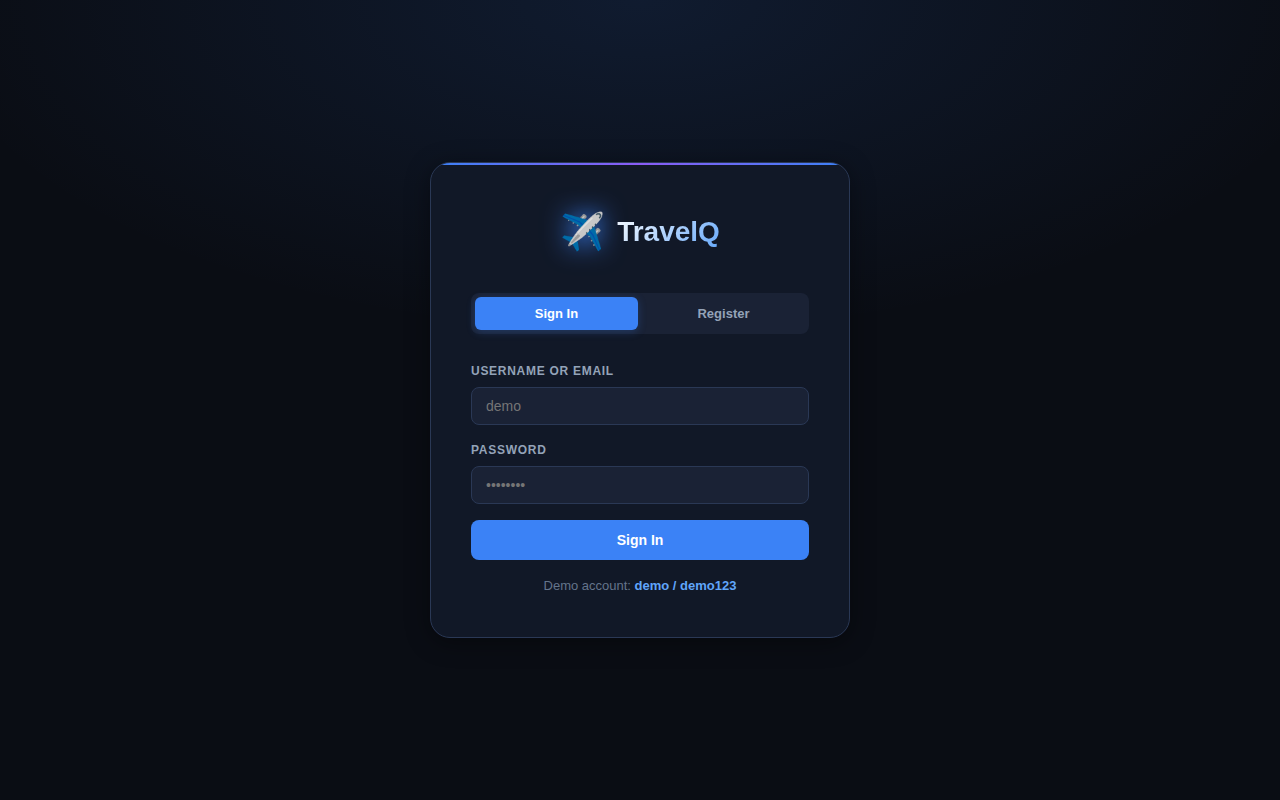 TravelQ
Sign In
Register
USERNAME OR EMAIL
demo
PASSWORD
••••••••
Sign In
Demo account: demo / demo123